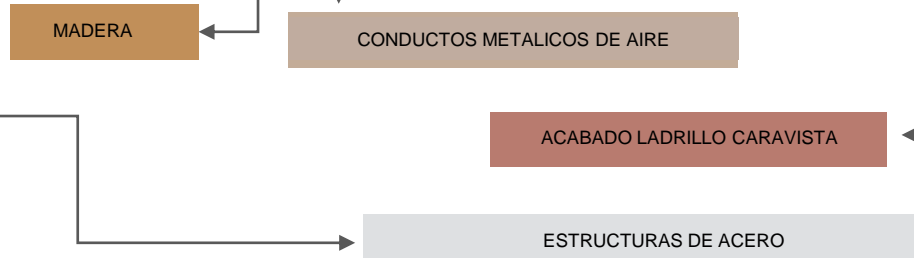 MADERA
CONDUCTOS METALICOS DE AIRE
ACABADO LADRILLO CARAVISTA
ESTRUCTURAS DE ACERO